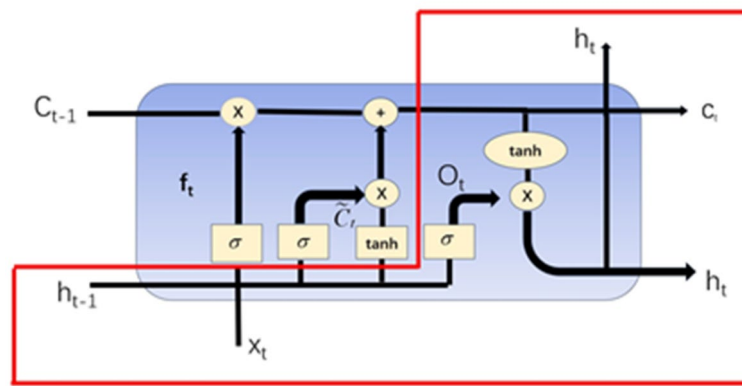 hₜ
Cₜ₋₁ X + cₜ
tanh
fₜ X Oₜ X
C̃ₜ
σ σ tanh σ
hₜ₋₁ hₜ
xₜ